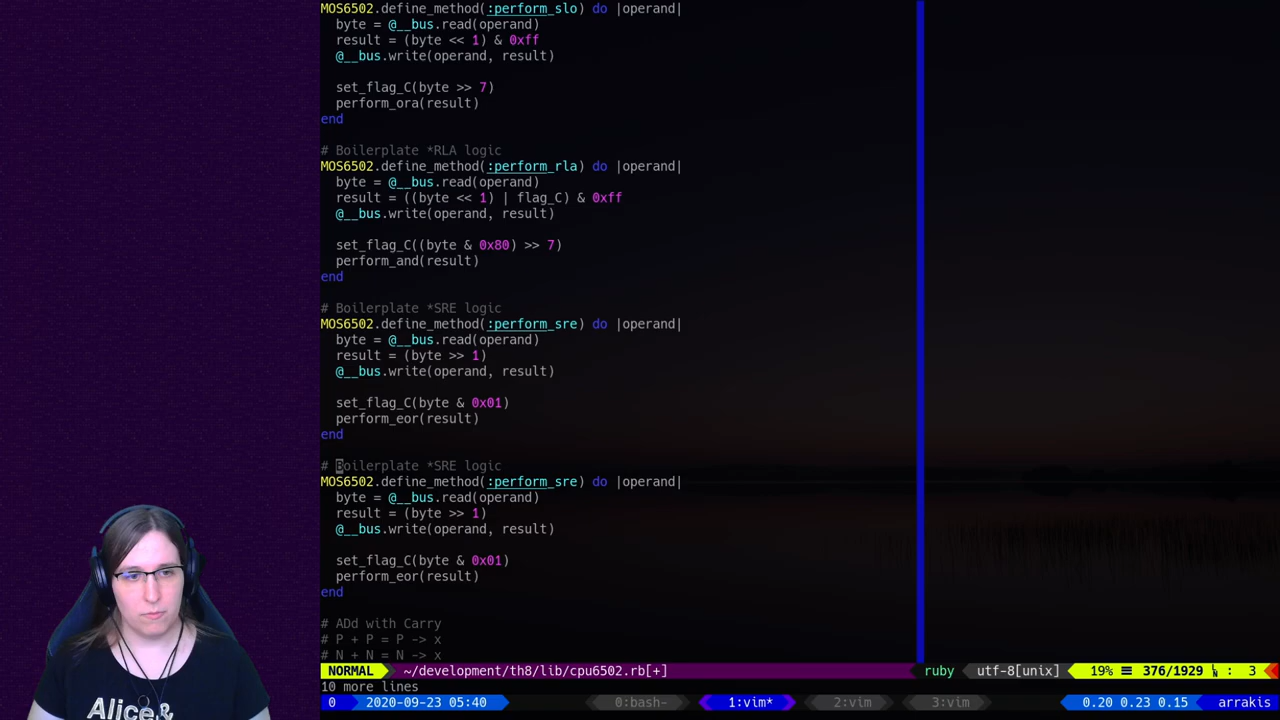 MOS6502.define_method(:perform_slo) do |operand|
byte = @__bus.read(operand)
result = (byte << 1) & 0xff
@__bus.write(operand, result)
set_flag_C(byte >> 7)
perform_ora(result)
end
# Boilerplate *RLA logic
MOS6502.define_method(:perform_rla) do |operand|
byte = @__bus.read(operand)
result = ((byte << 1) | flag_C) & 0xff
@__bus.write(operand, result)
set_flag_C((byte & 0x80) >> 7)
perform_and(result)
end
# Boilerplate *SRE logic
MOS6502.define_method(:perform_sre) do |operand|
byte = @__bus.read(operand)
result = (byte >> 1)
@__bus.write(operand, result)
set_flag_C(byte & 0x01)
perform_eor(result)
end
# Boilerplate *SRE logic
MOS6502.define_method(:perform_sre) do |operand|
byte = @__bus.read(operand)
result = (byte >> 1)
@__bus.write(operand, result)
set_flag_C(byte & 0x01)
perform_eor(result)
end
# ADd with Carry
# P + P = P -> x
# N + N = N -> x
NORMAL ~/development/th8/lib/cpu6502.rb[+] ruby utf-8[unix] 19% ☰ 376/1929 ㏑ : 3
10 more lines
0 2020-09-23 05:40 0:bash- 1:vim* 2:vim 3:vim 0.20 0.23 0.15 arrakis
Alice,&